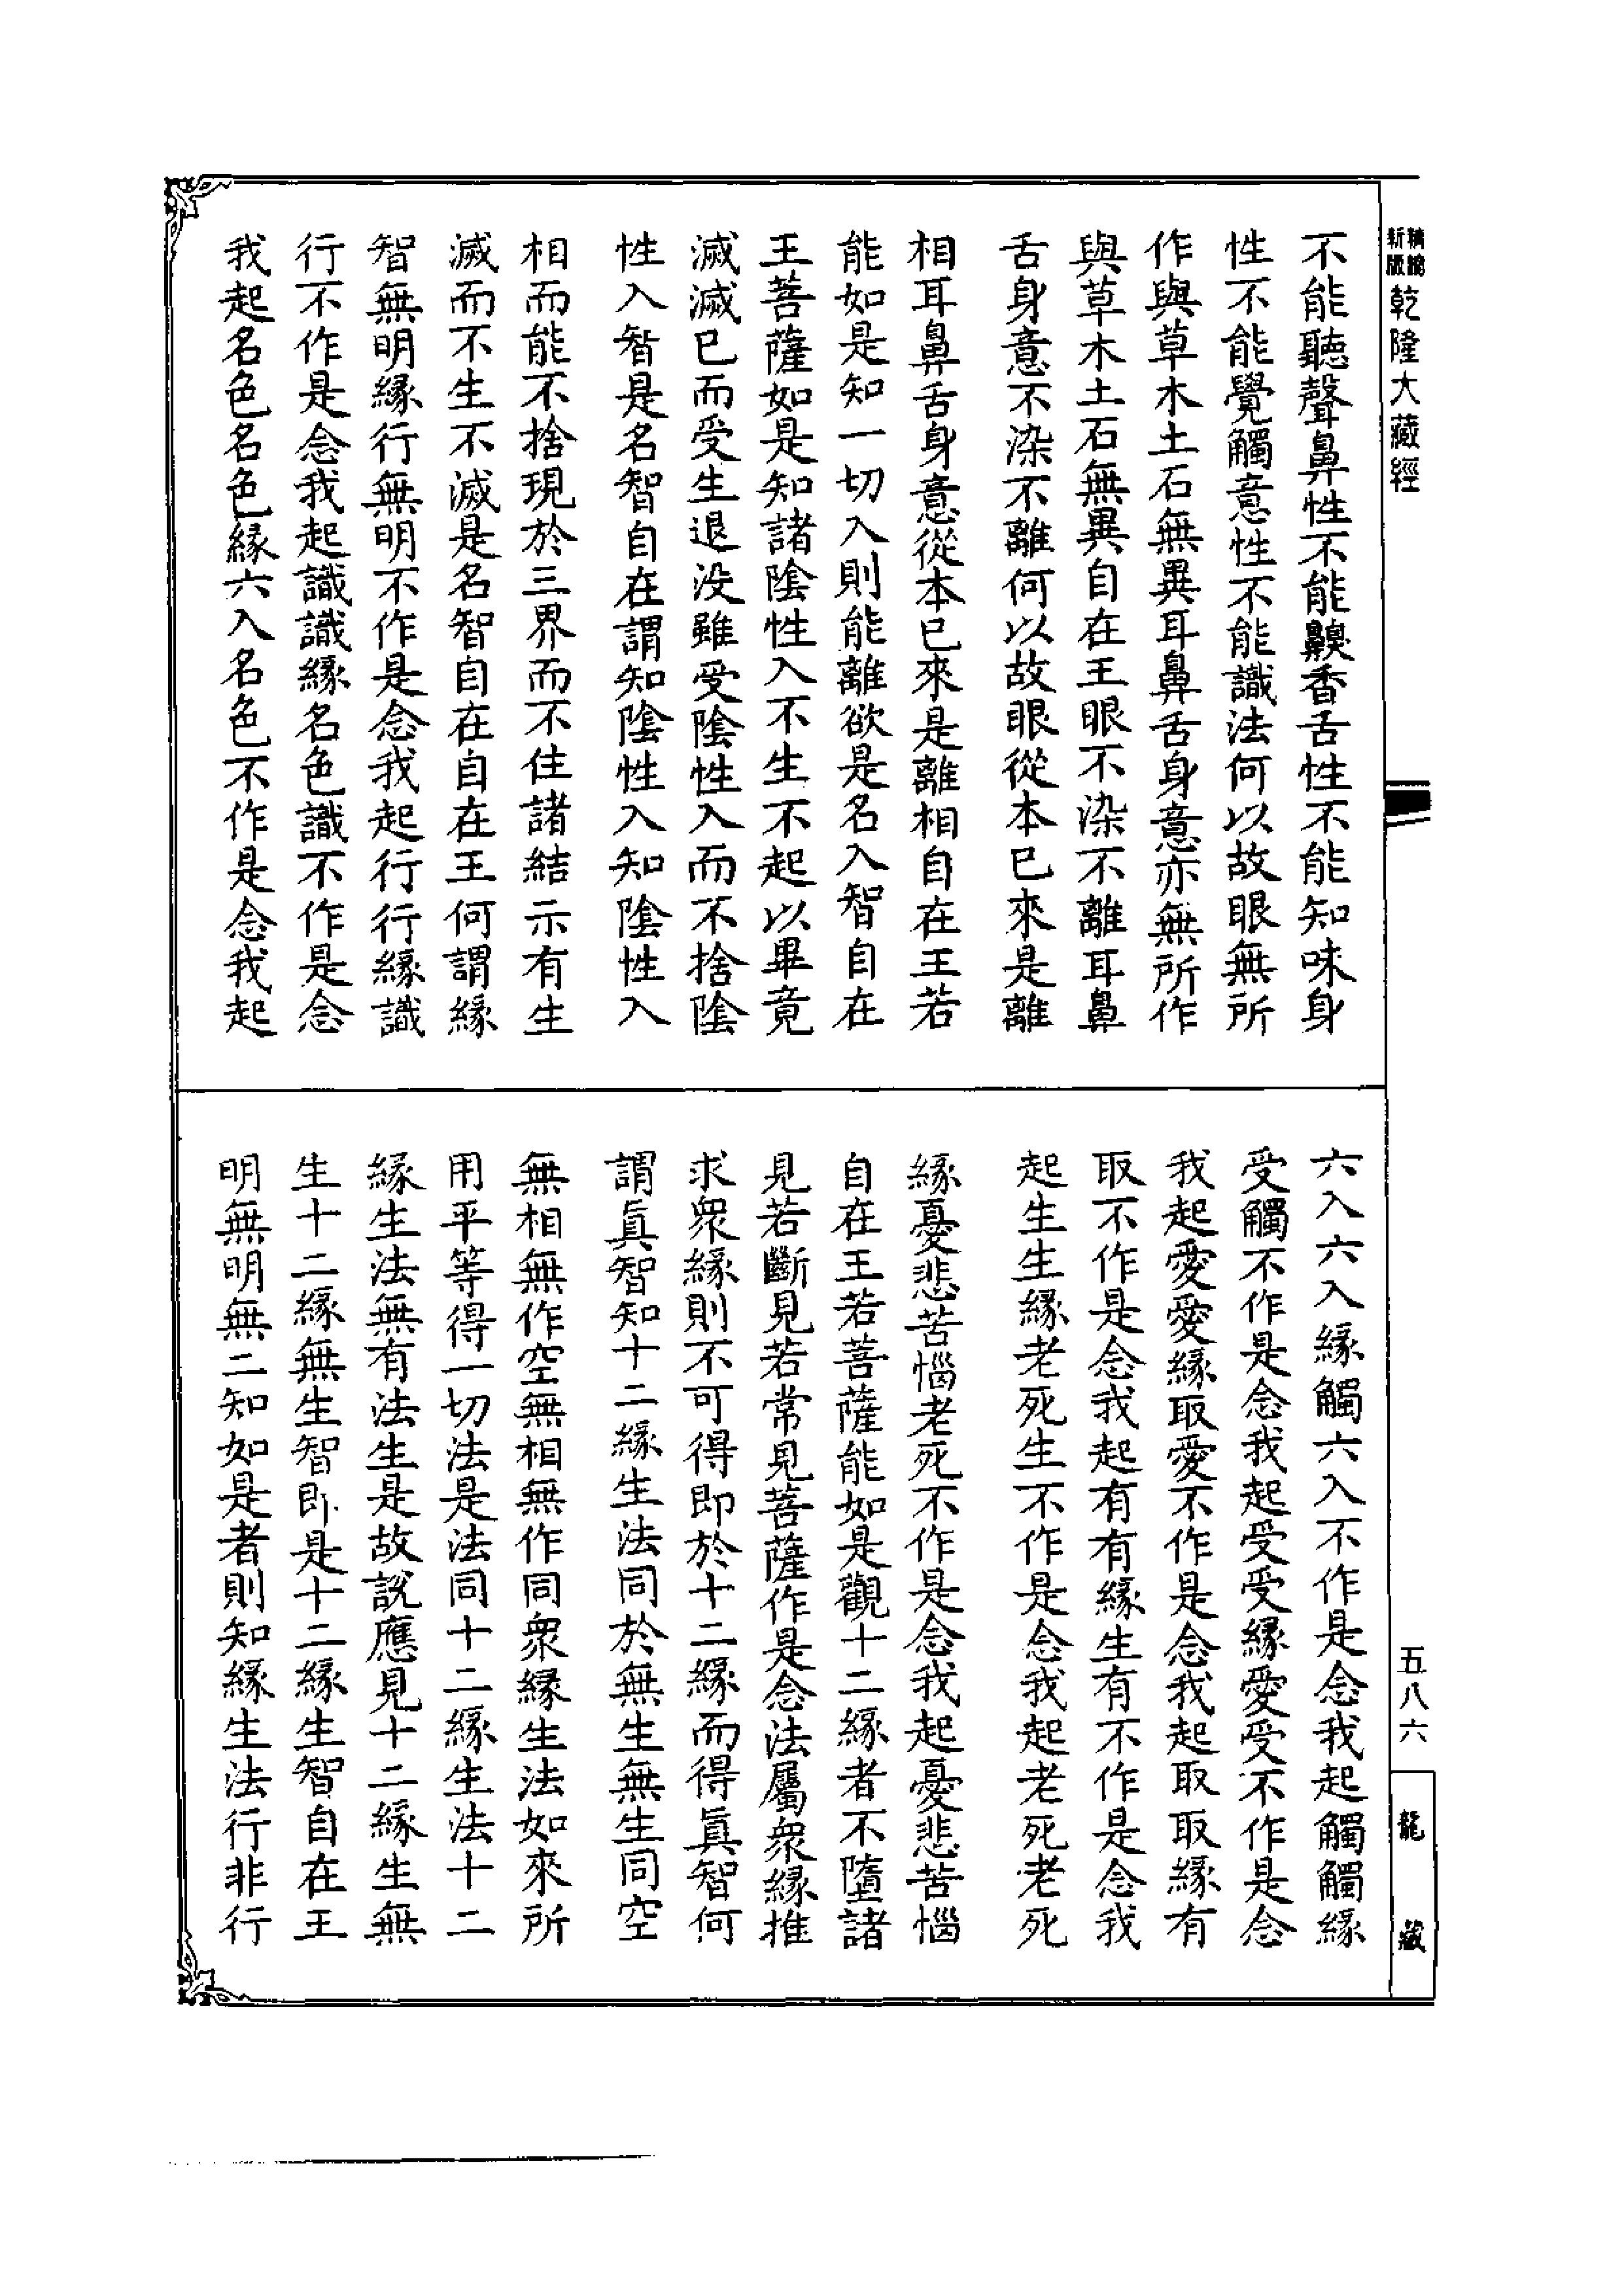 新版
乾隆大藏經
不能聽聲鼻性不能齅香舌性不能知味身
性不能覺觸意性不能識法何以故眼無所
作與草木土石無異耳鼻舌身意亦無所作
與草木土石無異自在王眼不染不離耳鼻
舌身意不染不離何以故眼從本已來是離
相耳鼻舌身意從本已來是離相自在王若
能如是知一切入則能離欲是名入智自在
王菩薩如是知諸陰性入不生不起以畢竟
滅滅已而受生退没雖受陰性入而不捨陰
性入智是名智自在謂知陰性入知陰性入
相而能不捨現於三界而不住諸結示有生
滅而不生不滅是名智自在自在王何謂緣
智無明緣行無明不作是念我起行行緣識
行不作是念我起識識緣名色識不作是念
我起名色名色緣六入名色不作是念我起
六入六入緣觸六入不作是念我起觸觸緣
受觸不作是念我起受受緣愛受不作是念
我起愛愛緣取愛不作是念我起取取緣有
取不作是念我起有有緣生有不作是念我
起生生緣老死生不作是念我起老死老死
緣憂悲苦惱老死不作是念我起憂悲苦惱
自在王若菩薩能如是觀十二緣者不墮諸
見若斷見若常見菩薩作是念法屬衆緣推
求衆緣則不可得即於十二緣而得眞智何
謂眞智知十二緣生法同於無生無生同空
無相無作空無相無作同衆緣生法如來所
用平等得一切法是法同十二緣生法十二
緣生法無有法生是故說應見十二緣生無
生十二緣無生智即是十二緣生智自在王
明無明無二知如是者則知緣生法行非行
五八六
龍藏